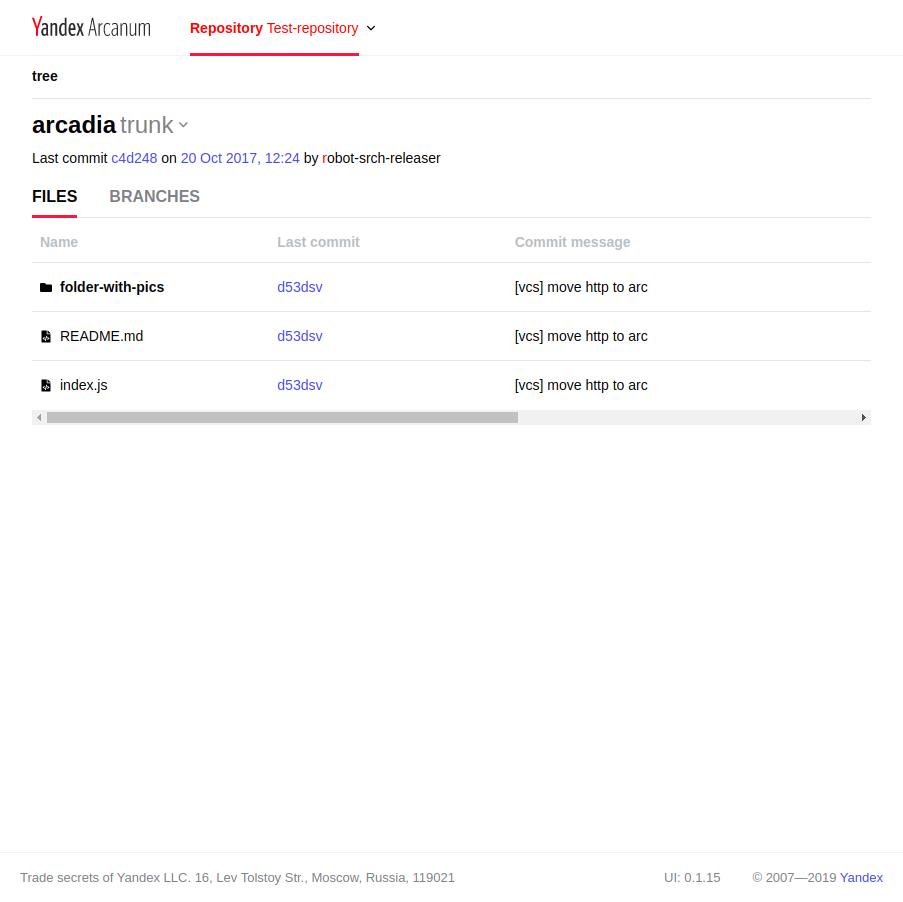 Yandex Arcanum
Repository Test-repository
tree
arcadia trunk
Last commit c4d248 on 20 Oct 2017, 12:24 by robot-srch-releaser
FILES BRANCHES
Name Last commit Commit message
folder-with-pics d53dsv [vcs] move http to arc
README.md d53dsv [vcs] move http to arc
index.js d53dsv [vcs] move http to arc
Trade secrets of Yandex LLC. 16, Lev Tolstoy Str., Moscow, Russia, 119021 UI: 0.1.15 © 2007—2019 Yandex